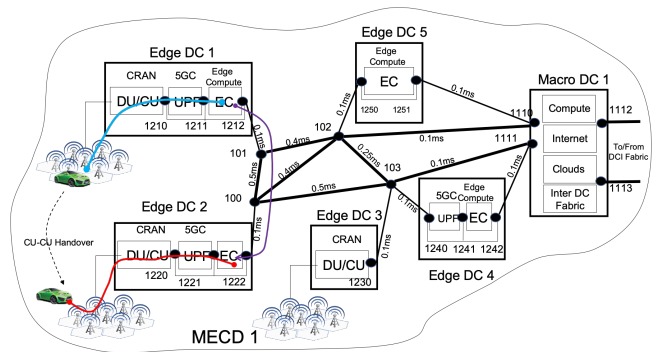 Edge DC 5
Edge
Compute
EC
1250 1251
Edge DC 1
CRAN 5GC Edge
Compute
DU/CU UPF EC
1210 1211 1212
Macro DC 1
Compute
Internet
Clouds
Inter DC
Fabric
1110
1111
1112
To/From
DCI Fabric
1113
0.1ms
0.1ms
0.1ms
0.1ms
0.4ms
0.4ms
0.25ms
0.5ms
0.5ms
0.1ms
0.1ms
0.1ms
0.1ms
0.1ms
101
102
103
100
CU-CU Handover
Edge DC 2
CRAN 5GC
DU/CU UPF EC
1220 1221 1222
Edge DC 3
CRAN
DU/CU
1230
5GC Edge
Compute
UPF EC
1240 1241 1242
Edge DC 4
MECD 1